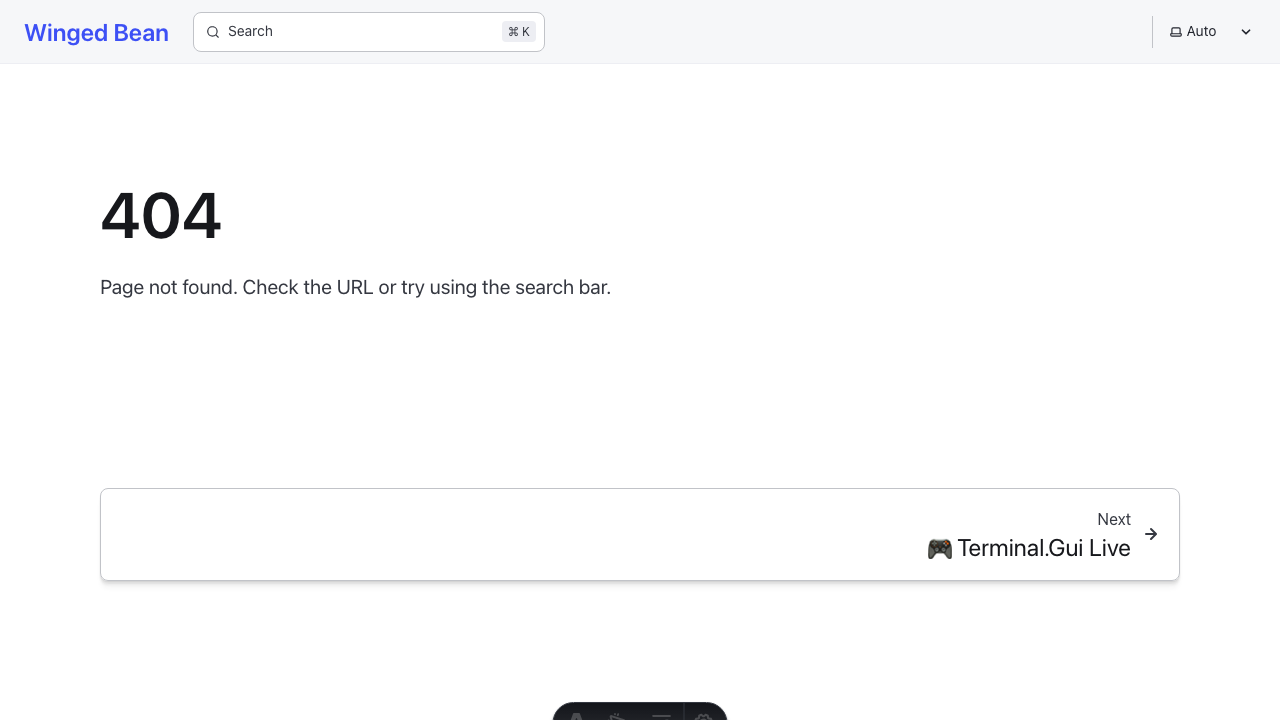 Winged Bean
Search
⌘ K
Auto
404
Page not found. Check the URL or try using the search bar.
Next
🎮 Terminal.Gui Live